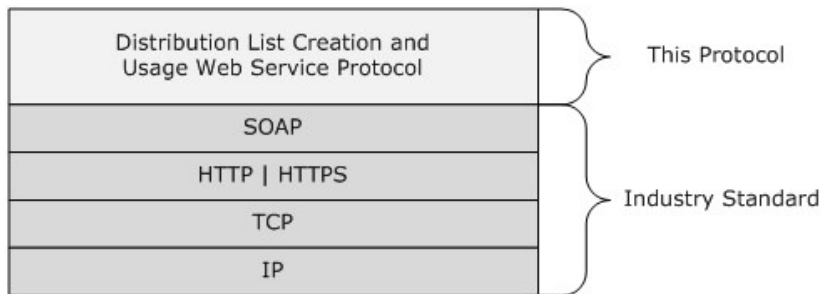 Distribution List Creation and
Usage Web Service Protocol
This Protocol
SOAP
HTTP | HTTPS
TCP
IP
Industry Standard